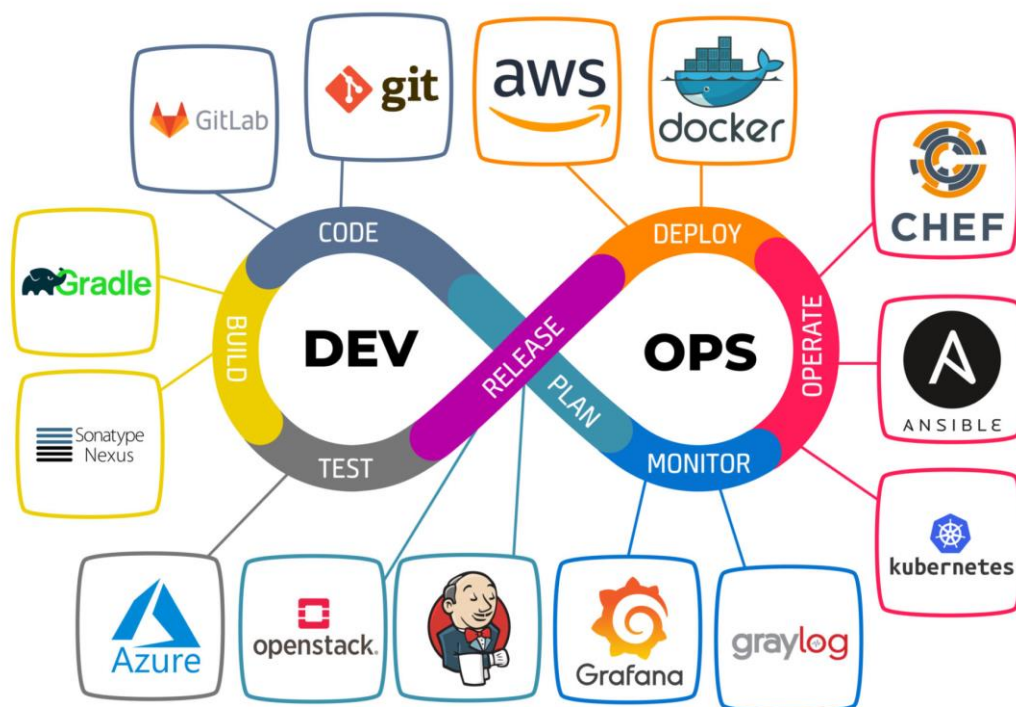 GitLab
git
aws
docker
CHEF
CODE
DEPLOY
Gradle
BUILD
DEV
RELEASE
PLAN
OPS
OPERATE
ANSIBLE
Sonatype
Nexus
TEST
MONITOR
kubernetes
Azure
openstack.
Grafana
graylog